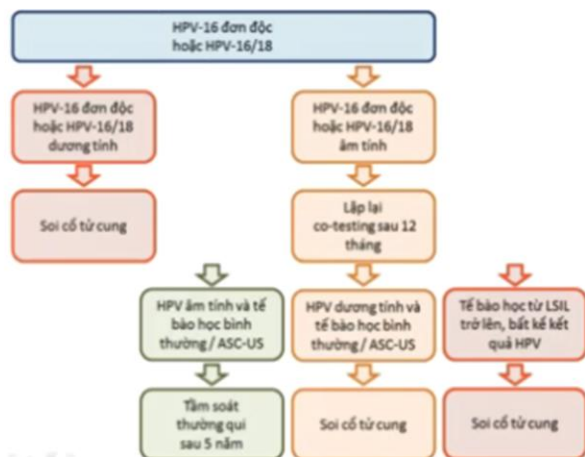 HPV-16 đơn độc
hoặc HPV-16/18
HPV-16 đơn độc
hoặc HPV-16/18
dương tính
HPV-16 đơn độc
hoặc HPV-16/18
âm tính
Soi cổ tử cung
Lặp lại
co-testing sau 12
tháng
HPV âm tính và tế
bào học bình
thường / ASC-US
HPV dương tính và
tế bào học bình
thường / ASC-US
Tế bào học từ LSIL
trở lên, bất kể kết
quả HPV
Tầm soát
thường qui
sau 5 năm
Soi cổ tử cung
Soi cổ tử cung